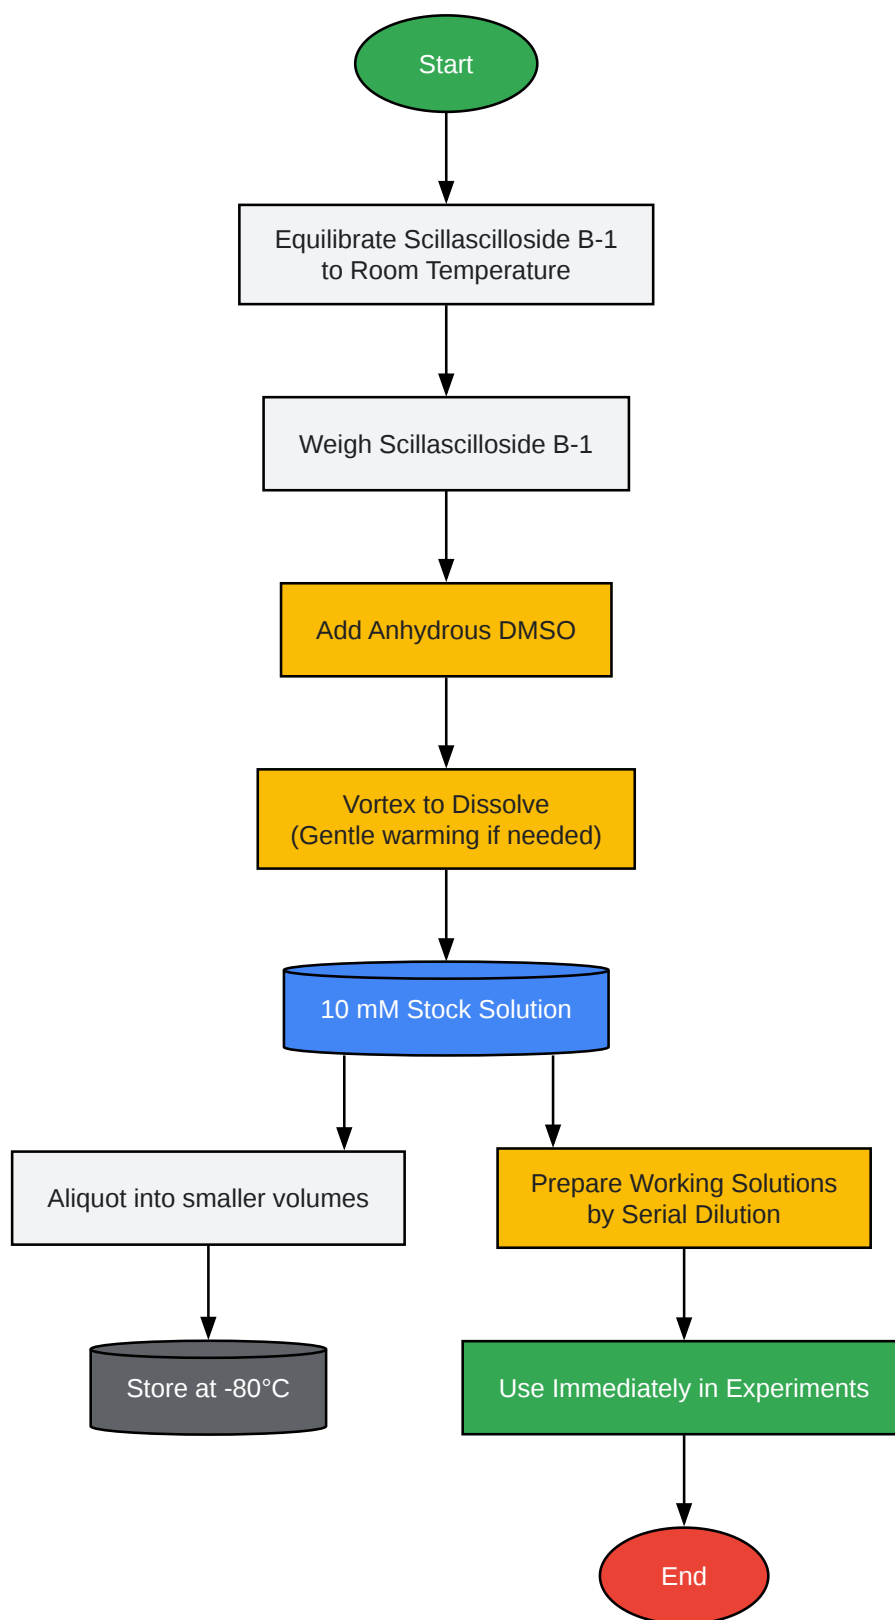 Start
Equilibrate Scillascilloside B-1
to Room Temperature
Weigh Scillascilloside B-1
Add Anhydrous DMSO
Vortex to Dissolve
(Gentle warming if needed)
10 mM Stock Solution
Aliquot into smaller volumes
Prepare Working Solutions
by Serial Dilution
Store at -80°C
Use Immediately in Experiments
End